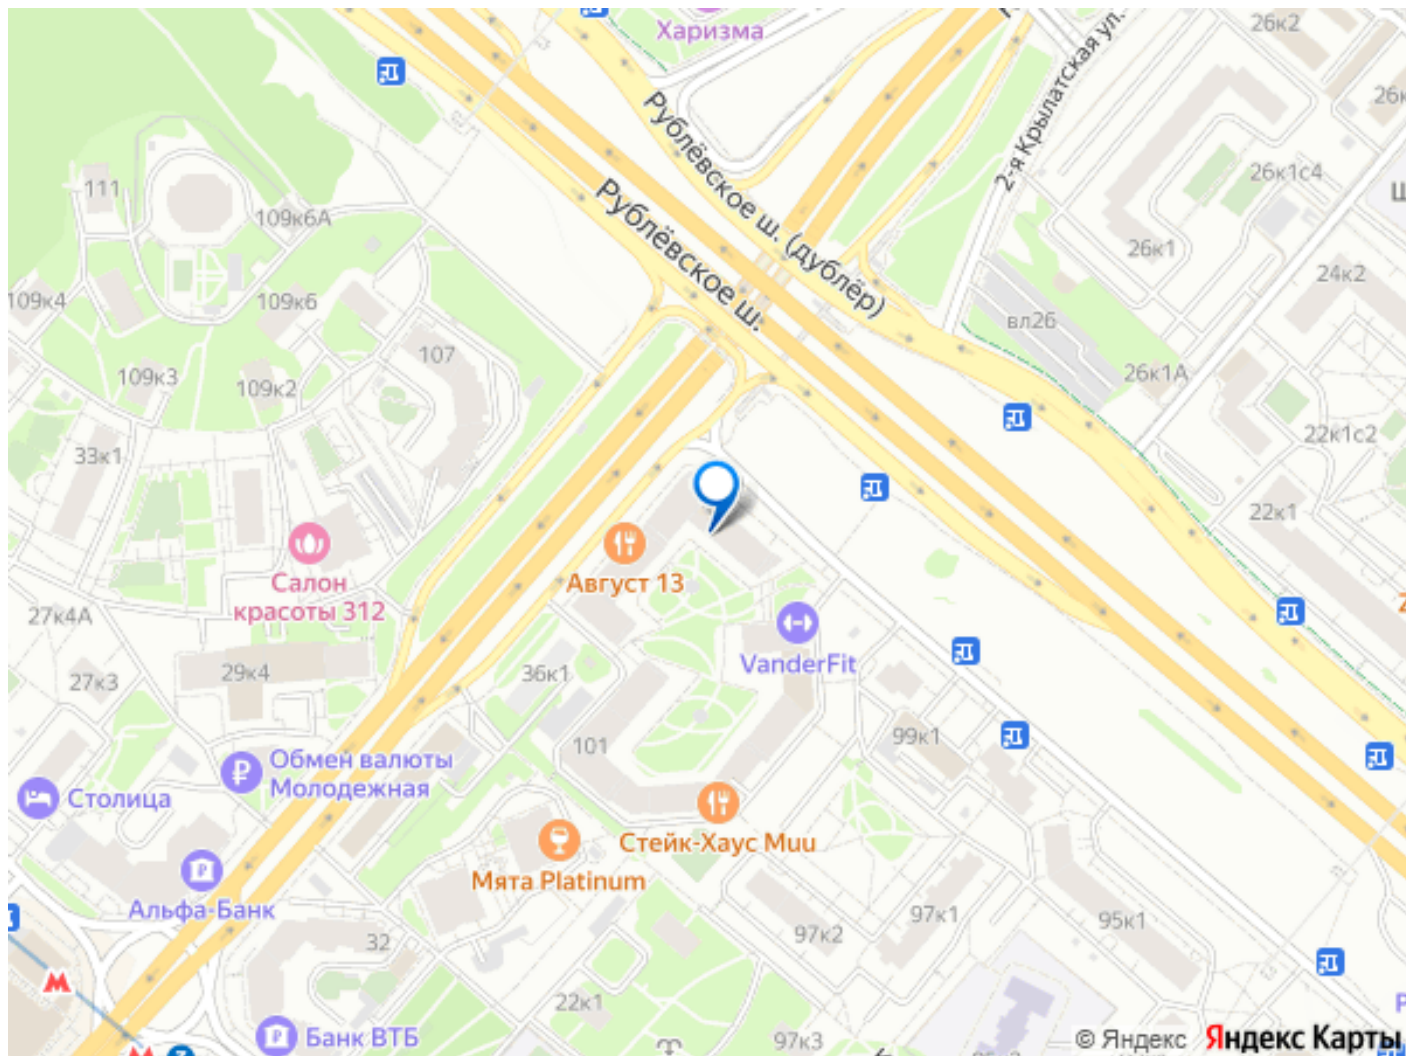 Харизма
26к2
2-я Крылатская ул.
Рублёвское ш. (дублёр)
Рублёвское ш.
111
109к6А
26к1с4
26к1
24к2
109к4
109к6
вл26
107
109к3
109к2
26к1А
33к1
22к1с2
22к1
Салон
красоты 312
Август 13
27к4А
VanderFit
29к4
27к3
36к1
99к1
101
Обмен валюты
Молодежная
Столица
Стейк-Хаус Muu
Мята Platinum
Альфа-Банк
97к1
95к1
97к2
32
22к1
Банк ВТБ
97к3
© Яндекс Яндекс Карты